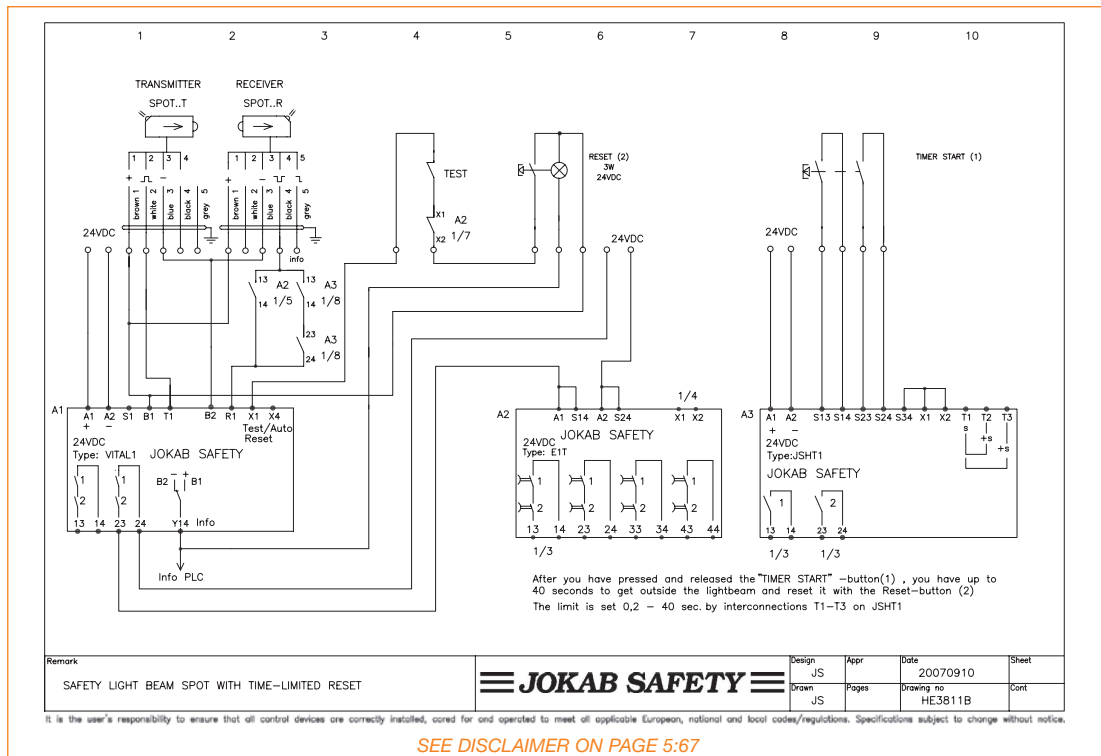 1 2 3 4 5 6 7 8 9 10
TRANSMITTER RECEIVER
SPOT..T SPOT..R
1 2 3 4 1 2 3 4 5
+ − + −
brown 1 white 2 blue 3 black 4 grey 5 brown 1 white 2 blue 3 black 4 grey 5
24VDC
info
TEST
X1 A2
X2 1/7
RESET (2)
3W
24VDC
24VDC
TIMER START (1)
24VDC
13 A2 13 A3
14 1/5 14 1/8
23 A3
24 1/8
A1 A1 A2 S1 B1 T1 B2 R1 X1 X4
+ − Test/Auto
Reset
24VDC
Type: VITAL1 JOKAB SAFETY
1 1 B2 − + B1
2 2
13 14 23 24 Y14 Info
Info PLC
1/4
A2 A1 S14 A2 S24 X1 X2
JOKAB SAFETY
24VDC
Type: E1T
1 1 1 1
2 2 2 2
13 14 23 24 33 34 43 44
1/3
A3 A1 A2 S13 S14 S23 S24 S34 X1 X2 T1 T2 T3
+ − s +s +s
24VDC
Type:JSHT1
JOKAB SAFETY
1 2
13 14 23 24
1/3 1/3
After you have pressed and released the "TIMER START" -button(1) , you have up to
40 seconds to get outside the lightbeam and reset it with the Reset-button (2)
The limit is set 0,2 - 40 sec. by interconnections T1-T3 on JSHT1
Remark
SAFETY LIGHT BEAM SPOT WITH TIME-LIMITED RESET
JOKAB SAFETY
Design Appr Date Sheet
JS 20070910
Drawn Pages Drawing no Cont
JS HE3811B
It is the user's responsibility to ensure that all control devices are correctly installed, cared for and operated to meet all applicable European, national and local codes/regulations. Specifications subject to change without notice.
SEE DISCLAIMER ON PAGE 5:67